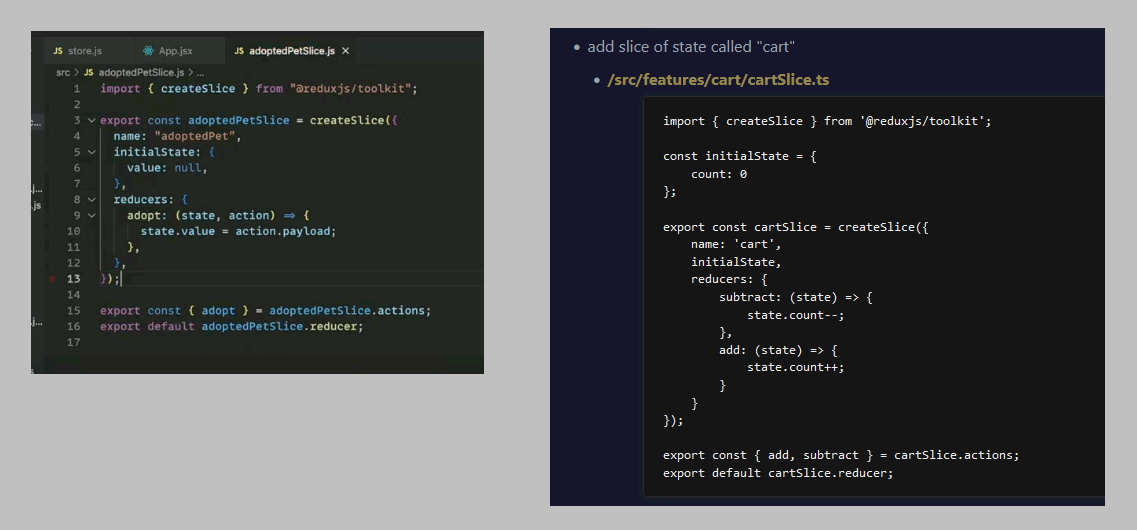 JS store.js App.jsx JS adoptedPetSlice.js ×
src > JS adoptedPetSlice.js > ...
1 import { createSlice } from "@reduxjs/toolkit";
2
3 export const adoptedPetSlice = createSlice({
4 name: "adoptedPet",
5 initialState: {
6 value: null,
7 },
8 reducers: {
9 adopt: (state, action) ⇒ {
10 state.value = action.payload;
11 },
12 },
13 });
14
15 export const { adopt } = adoptedPetSlice.actions;
16 export default adoptedPetSlice.reducer;
17
c...
.j...
.js
.j...
• add slice of state called "cart"
• /src/features/cart/cartSlice.ts
import { createSlice } from '@reduxjs/toolkit';
const initialState = {
count: 0
};
export const cartSlice = createSlice({
name: 'cart',
initialState,
reducers: {
subtract: (state) => {
state.count--;
},
add: (state) => {
state.count++;
}
}
});
export const { add, subtract } = cartSlice.actions;
export default cartSlice.reducer;